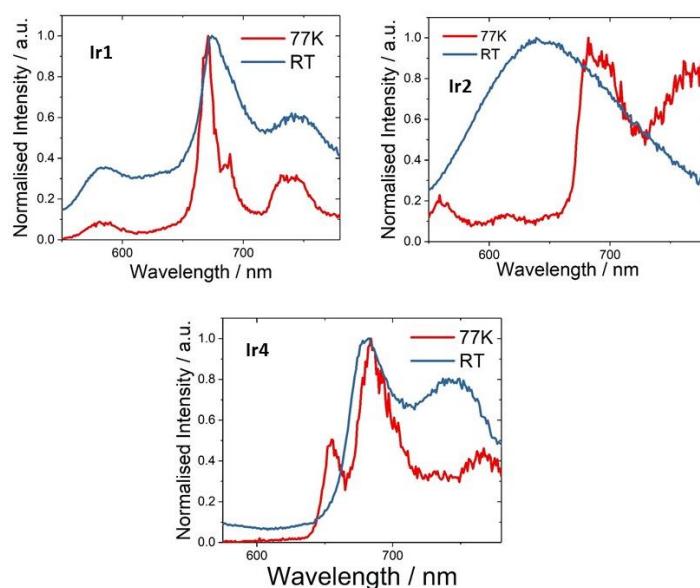 Ir1
77K
RT
Normalised Intensity / a.u.
1.0
0.8
0.6
0.4
0.2
0.0
600
700
Wavelength / nm
Ir2
77K
RT
Normalised Intensity / a.u.
1.0
0.8
0.6
0.4
0.2
0.0
600
700
Wavelength / nm
Ir4
77K
RT
Normalised Intensity / a.u.
1.0
0.8
0.6
0.4
0.2
0.0
600
700
Wavelength / nm